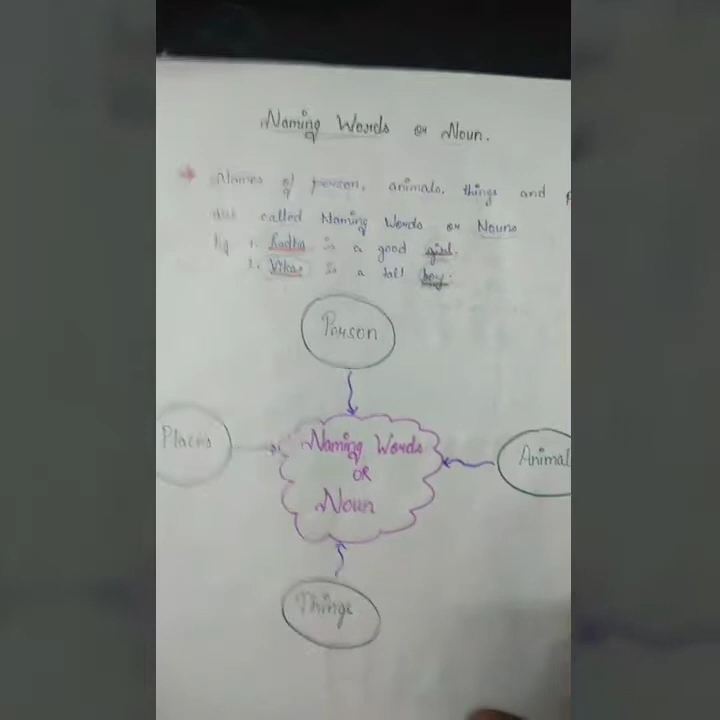 Naming Words or Noun.
Names of person, animals, things and p
are called Naming Words or Nouns
Eg 1. Radha is a good girl.
2. Vikas is a tall boy.
Person
Places
Naming Words
OR
Noun
Animal
Things